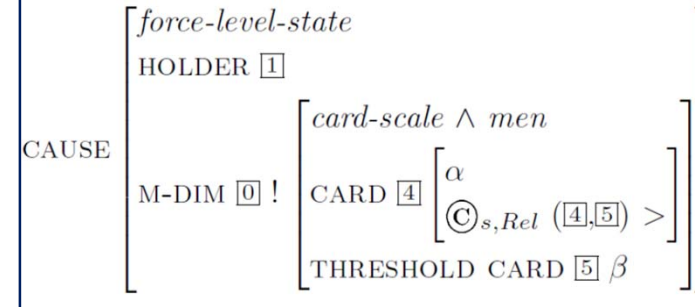 force-level-state
HOLDER 1
card-scale ∧ men
CAUSE
α
M-DIM 0 ! CARD 4
Ⓒs,Rel (4,5) >
THRESHOLD CARD 5 β